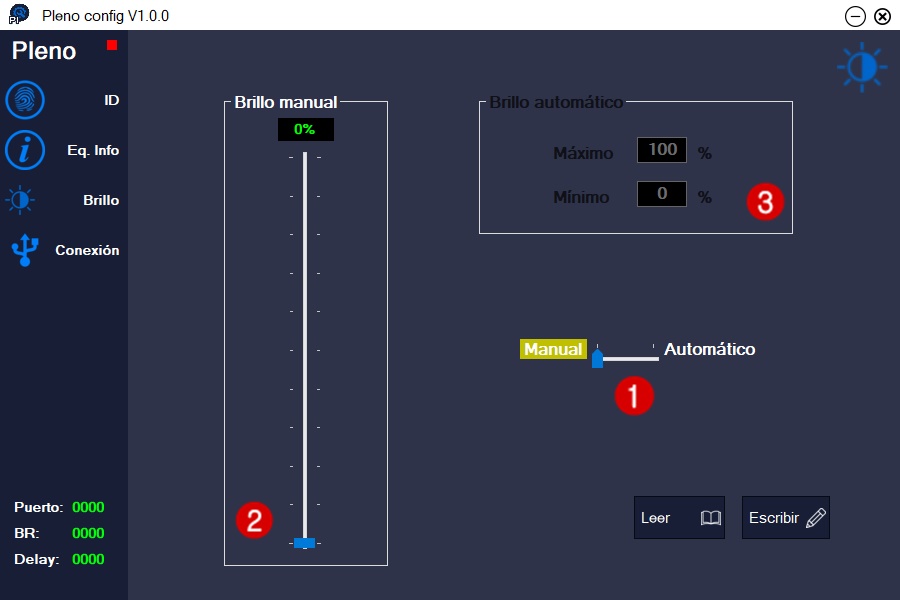 Pleno config V1.0.0
Pleno
ID
Eq. Info
Brillo
Conexión
Puerto: 0000
BR: 0000
Delay: 0000
Brillo manual
0%
2
Brillo automático
Máximo 100 %
Mínimo 0 %
3
Manual Automático
1
Leer
Escribir